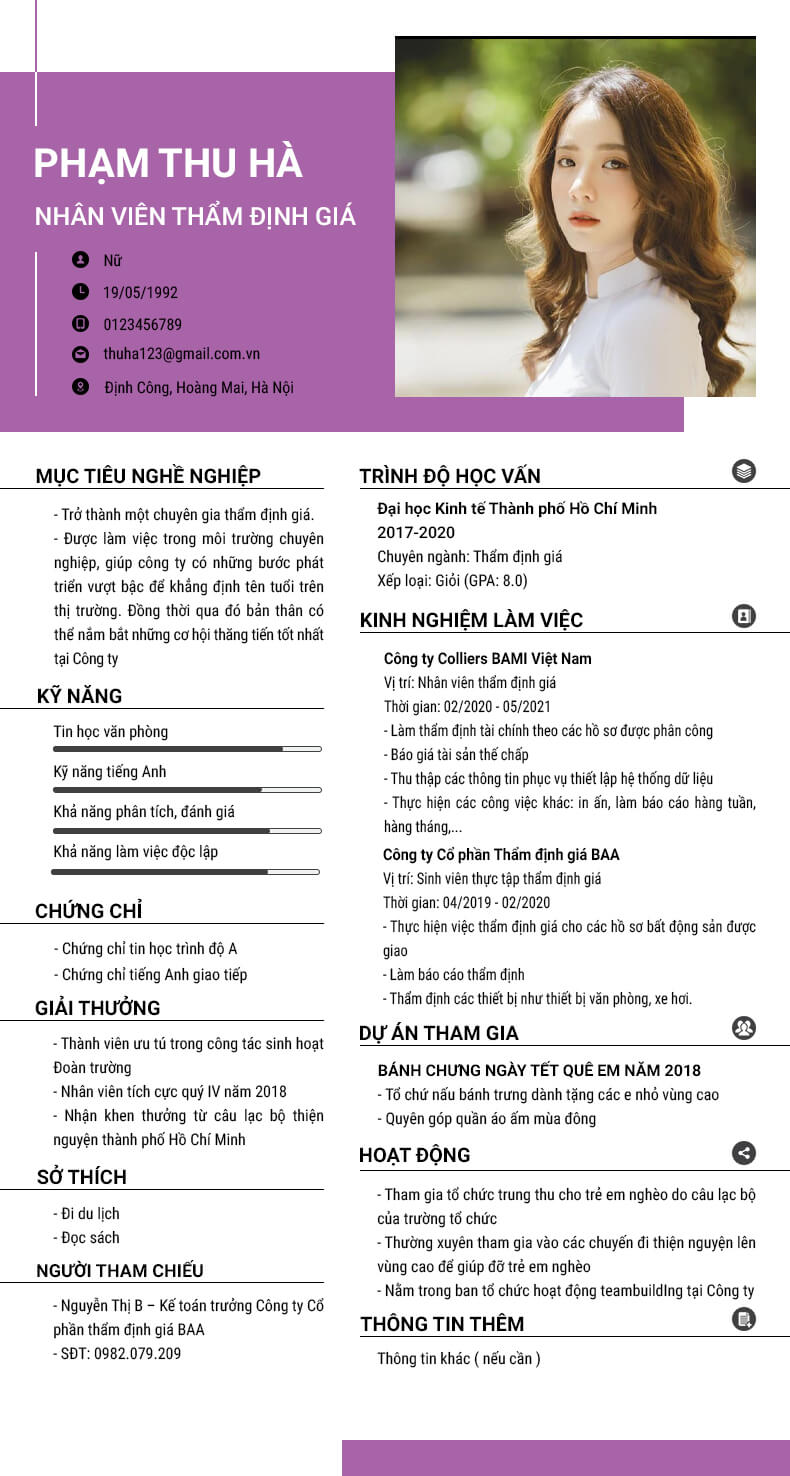 PHẠM THU HÀ
NHÂN VIÊN THẨM ĐỊNH GIÁ
Nữ
19/05/1992
0123456789
thuha123@gmail.com.vn
Định Công, Hoàng Mai, Hà Nội
MỤC TIÊU NGHỀ NGHIỆP
- Trở thành một chuyên gia thẩm định giá.
- Được làm việc trong môi trường chuyên
nghiệp, giúp công ty có những bước phát
triển vượt bậc để khẳng định tên tuổi trên
thị trường. Đồng thời qua đó bản thân có
thể nắm bắt những cơ hội thăng tiến tốt nhất
tại Công ty
KỸ NĂNG
Tin học văn phòng
Kỹ năng tiếng Anh
Khả năng phân tích, đánh giá
Khả năng làm việc độc lập
CHỨNG CHỈ
- Chứng chỉ tin học trình độ A
- Chứng chỉ tiếng Anh giao tiếp
GIẢI THƯỞNG
- Thành viên ưu tú trong công tác sinh hoạt
Đoàn trường
- Nhân viên tích cực quý IV năm 2018
- Nhận khen thưởng từ câu lạc bộ thiện
nguyện thành phố Hồ Chí Minh
SỞ THÍCH
- Đi du lịch
- Đọc sách
NGƯỜI THAM CHIẾU
- Nguyễn Thị B – Kế toán trưởng Công ty Cổ
phần thẩm định giá BAA
- SĐT: 0982.079.209
TRÌNH ĐỘ HỌC VẤN
Đại học Kinh tế Thành phố Hồ Chí Minh
2017-2020
Chuyên ngành: Thẩm định giá
Xếp loại: Giỏi (GPA: 8.0)
KINH NGHIỆM LÀM VIỆC
Công ty Colliers BAMI Việt Nam
Vị trí: Nhân viên thẩm định giá
Thời gian: 02/2020 - 05/2021
- Làm thẩm định tài chính theo các hồ sơ được phân công
- Báo giá tài sản thế chấp
- Thu thập các thông tin phục vụ thiết lập hệ thống dữ liệu
- Thực hiện các công việc khác: in ấn, làm báo cáo hàng tuần,
hàng tháng,...
Công ty Cổ phần Thẩm định giá BAA
Vị trí: Sinh viên thực tập thẩm định giá
Thời gian: 04/2019 - 02/2020
- Thực hiện việc thẩm định giá cho các hồ sơ bất động sản được
giao
- Làm báo cáo thẩm định
- Thẩm định các thiết bị như thiết bị văn phòng, xe hơi.
DỰ ÁN THAM GIA
BÁNH CHƯNG NGÀY TẾT QUÊ EM NĂM 2018
- Tổ chứ nấu bánh trưng dành tặng các e nhỏ vùng cao
- Quyên góp quần áo ấm mùa đông
HOẠT ĐỘNG
- Tham gia tổ chức trung thu cho trẻ em nghèo do câu lạc bộ
của trường tổ chức
- Thường xuyên tham gia vào các chuyến đi thiện nguyện lên
vùng cao để giúp đỡ trẻ em nghèo
- Nằm trong ban tổ chức hoạt động teambuildIng tại Công ty
THÔNG TIN THÊM
Thông tin khác ( nếu cần )